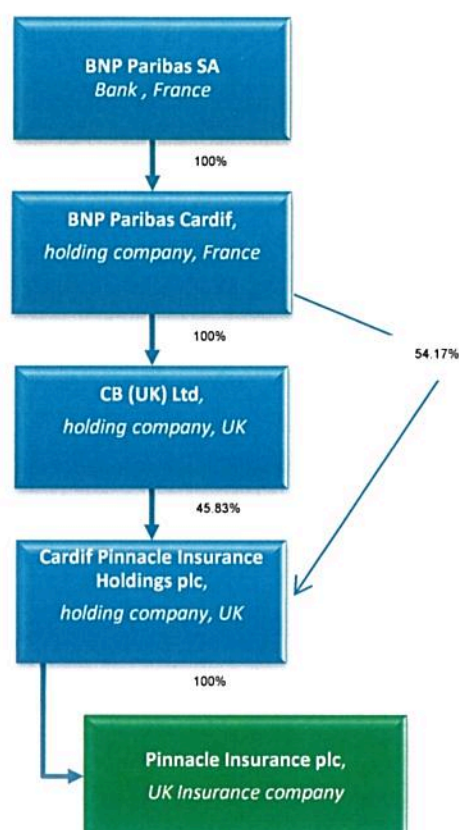 BNP Paribas SA
Bank , France
100%
BNP Paribas Cardif,
holding company, France
100%
54.17%
CB (UK) Ltd,
holding company, UK
45.83%
Cardif Pinnacle Insurance
Holdings plc,
holding company, UK
100%
Pinnacle Insurance plc,
UK Insurance company